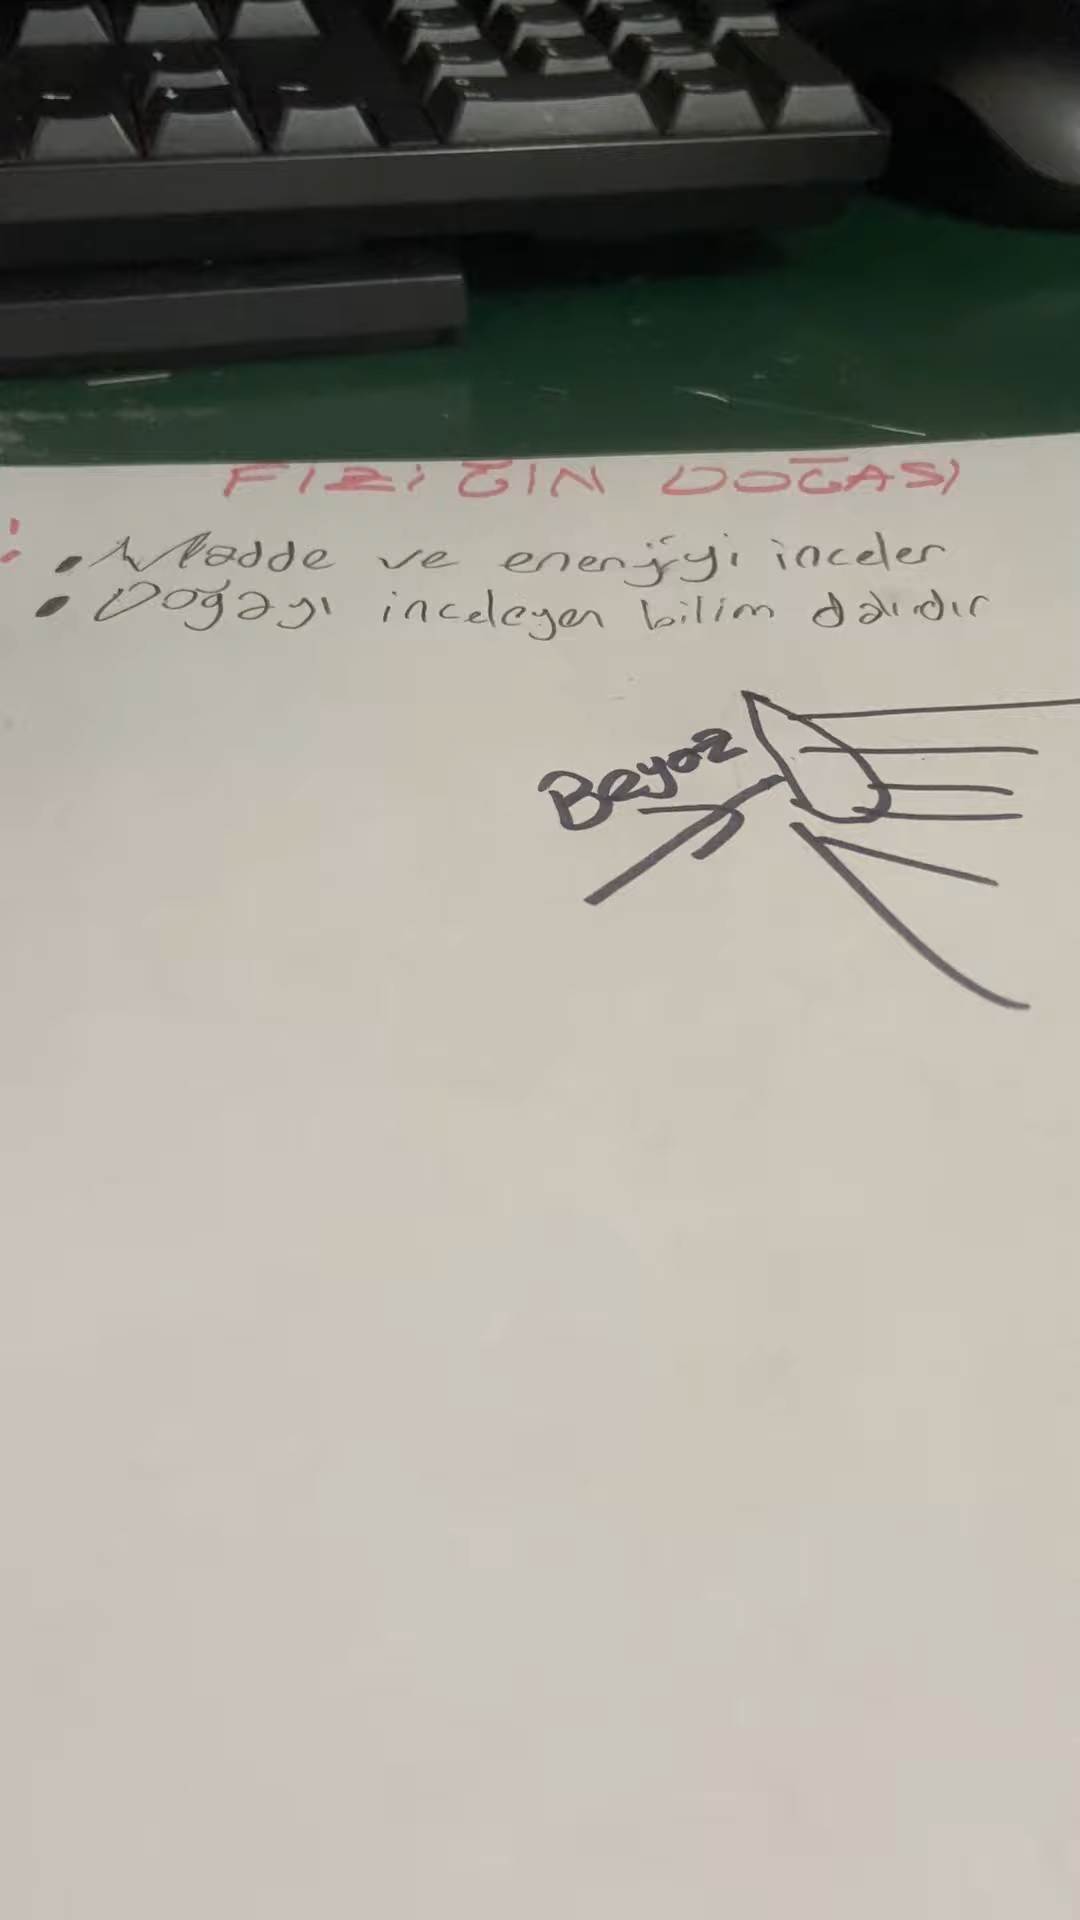 FİZİĞİN DOĞASI
: • Madde ve enerjiyi inceler
• Doğayı inceleyen bilim dalıdır
Beyaz